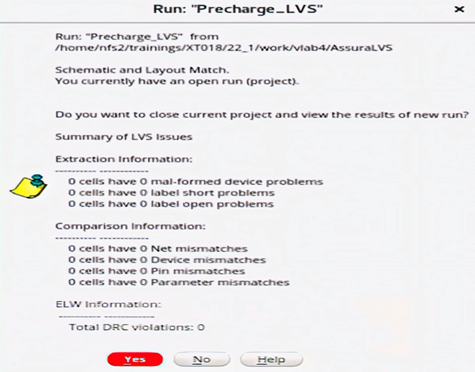 Run: "Precharge_LVS"
Run: "Precharge_LVS" from
/home/nfs2/trainings/XT018/22_1/work/vlab4/AssuraLVS
Schematic and Layout Match.
You currently have an open run (project).
Do you want to close current project and view the results of new run?
Summary of LVS Issues
Extraction Information:
---------- ------------
0 cells have 0 mal-formed device problems
0 cells have 0 label short problems
0 cells have 0 label open problems
Comparison Information:
---------- ------------
0 cells have 0 Net mismatches
0 cells have 0 Device mismatches
0 cells have 0 Pin mismatches
0 cells have 0 Parameter mismatches
ELW Information:
---------- ----------
Total DRC violations: 0
Yes No Help